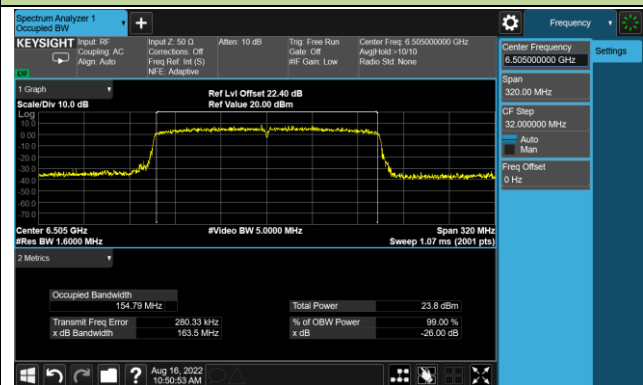 Spectrum Analyzer 1
Occupied BW
+
Frequency
KEYSIGHT
Input: RF
Coupling: AC
Align: Auto
Input Z: 50 Ω
Corrections: Off
Freq Ref: Int (S)
NFE: Adaptive
Atten: 10 dB
Trig: Free Run
Gate: Off
#IF Gain: Low
Center Freq: 6.505000000 GHz
Avg|Hold:>10/10
Radio Std: None
Center Frequency
6.505000000 GHz
Settings
Span
320.00 MHz
CF Step
32.000000 MHz
Auto
Man
Freq Offset
0 Hz
1 Graph
Scale/Div 10.0 dB
Ref Lvl Offset 22.40 dB
Ref Value 20.00 dBm
Log
10.0
0.00
-10.0
-20.0
-30.0
-40.0
-50.0
-60.0
-70.0
Center 6.505 GHz
#Video BW 5.0000 MHz
Span 320 MHz
#Res BW 1.6000 MHz
Sweep 1.07 ms (2001 pts)
2 Metrics
Occupied Bandwidth
154.79 MHz
Total Power 23.8 dBm
Transmit Freq Error 280.33 kHz
% of OBW Power 99.00 %
x dB Bandwidth 163.5 MHz
x dB -26.00 dB
?
Aug 16, 2022
10:50:53 AM